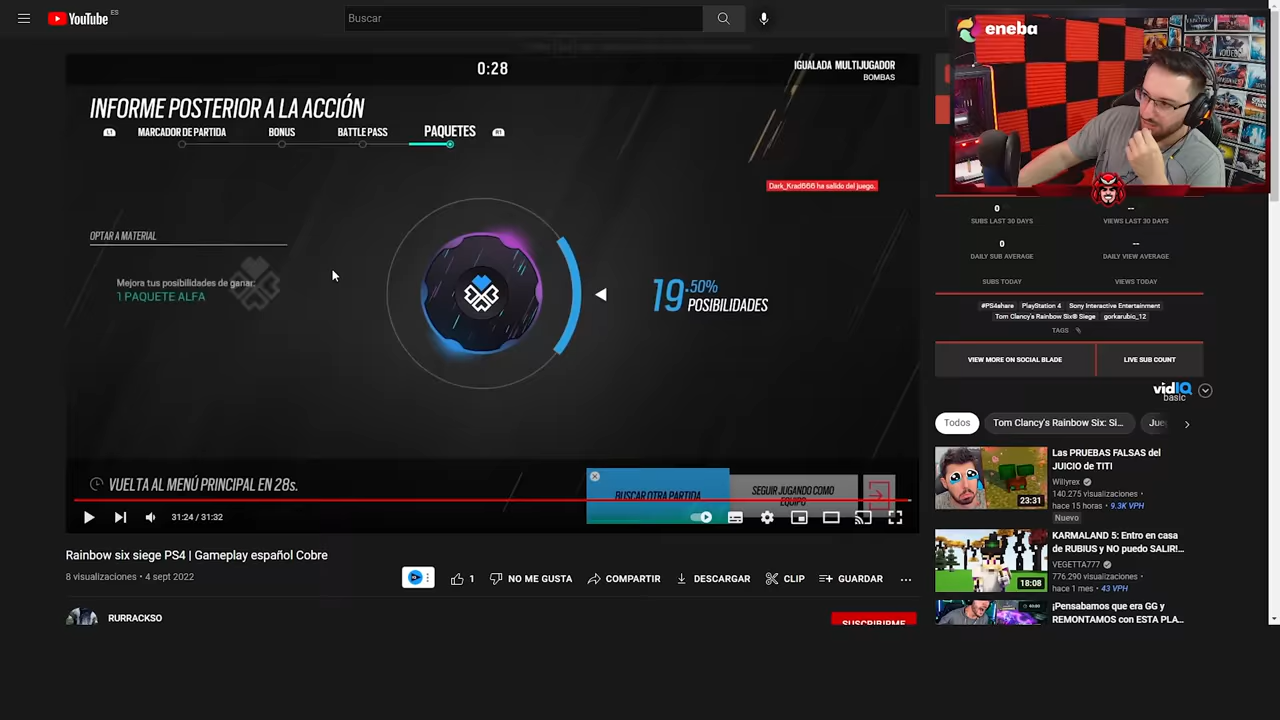 YouTube ES
Buscar
eneba
0:28
IGUALADA MULTIJUGADOR
BOMBAS
INFORME POSTERIOR A LA ACCIÓN
L1 MARCADOR DE PARTIDA BONUS BATTLE PASS PAQUETES R1
Dark_Krad666 ha salido del juego.
OPTAR A MATERIAL
Mejora tus posibilidades de ganar:
1 PAQUETE ALFA
19.50%
POSIBILIDADES
VUELTA AL MENÚ PRINCIPAL EN 28s.
BUSCAR OTRA PARTIDA
SEGUIR JUGANDO COMO
EQUIPO
31:24 / 31:32
Rainbow six siege PS4 | Gameplay español Cobre
8 visualizaciones • 4 sept 2022
1 NO ME GUSTA COMPARTIR DESCARGAR CLIP GUARDAR
RURRACKSO
SUSCRIBIRME
0 --
SUBS LAST 30 DAYS VIEWS LAST 30 DAYS
0 --
DAILY SUB AVERAGE DAILY VIEW AVERAGE
SUBS TODAY VIEWS TODAY
#PS4share PlayStation 4 Sony Interactive Entertainment
Tom Clancy's Rainbow Six® Siege gorkarubio_12
TAGS
VIEW MORE ON SOCIAL BLADE LIVE SUB COUNT
vidIQ
basic
Todos Tom Clancy's Rainbow Six: Si... Jue
Las PRUEBAS FALSAS del
JUICIO de TITI
Willyrex
140.275 visualizaciones
hace 15 horas • 9.3K VPH
Nuevo
23:31
KARMALAND 5: Entro en casa
de RUBIUS y NO puedo SALIR!...
VEGETTA777
776.290 visualizaciones
hace 1 mes • 43 VPH
18:08
¡Pensabamos que era GG y
REMONTAMOS con ESTA PLA...